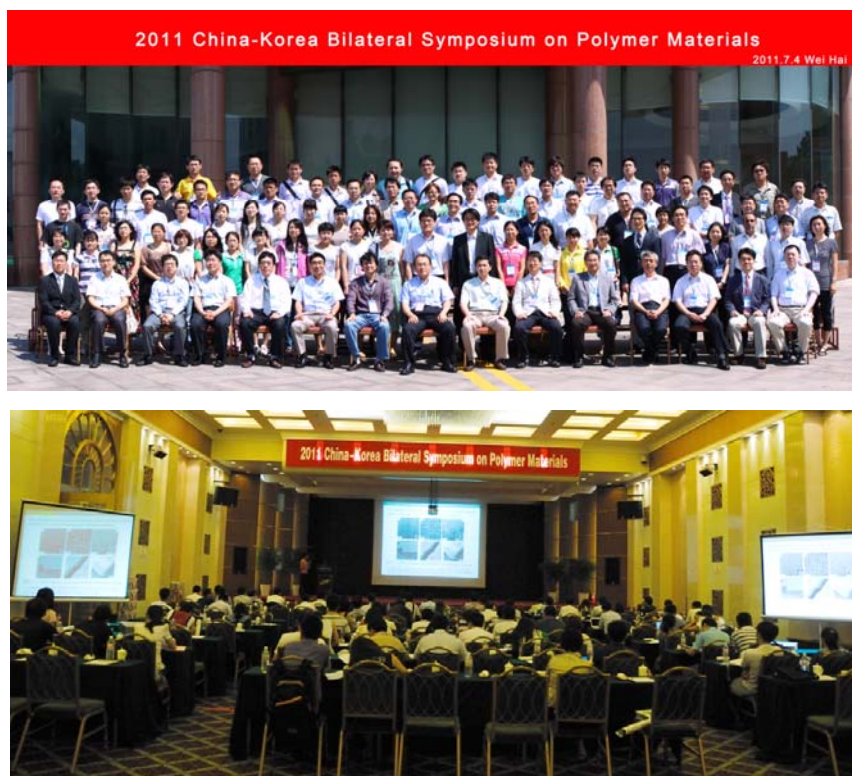 2011 China-Korea Bilateral Symposium on Polymer Materials
2011.7.4 Wei Hai
2011 China-Korea Bilateral Symposium on Polymer Materials